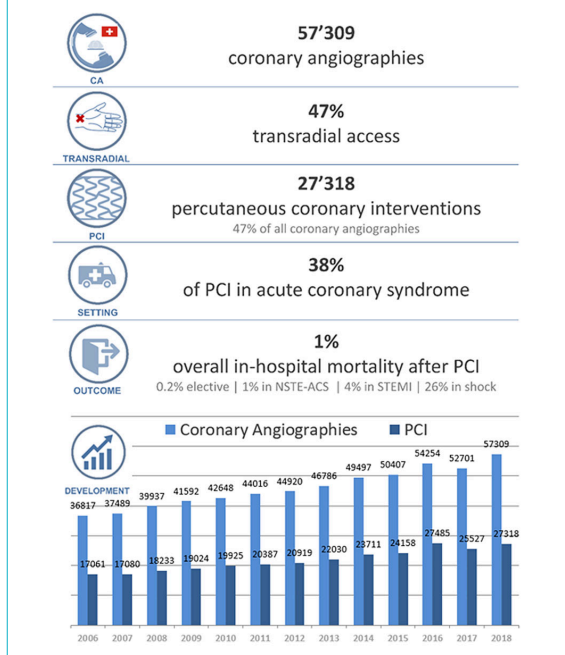 57’309
coronary angiographies
CA
47%
transradial access
TRANSRADIAL
27’318
percutaneous coronary interventions
47% of all coronary angiographies
PCI
38%
of PCI in acute coronary syndrome
SETTING
1%
overall in-hospital mortality after PCI
0.2% elective | 1% in NSTE-ACS | 4% in STEMI | 26% in shock
OUTCOME
Coronary Angiographies PCI
DEVELOPMENT
36817 37489 39937 41592 42648 44016 44920 46786 49497 50407 54254 52701 57309
17061 17080 18233 19024 19925 20387 20919 22030 23711 24158 27485 25527 27318
2006 2007 2008 2009 2010 2011 2012 2013 2014 2015 2016 2017 2018